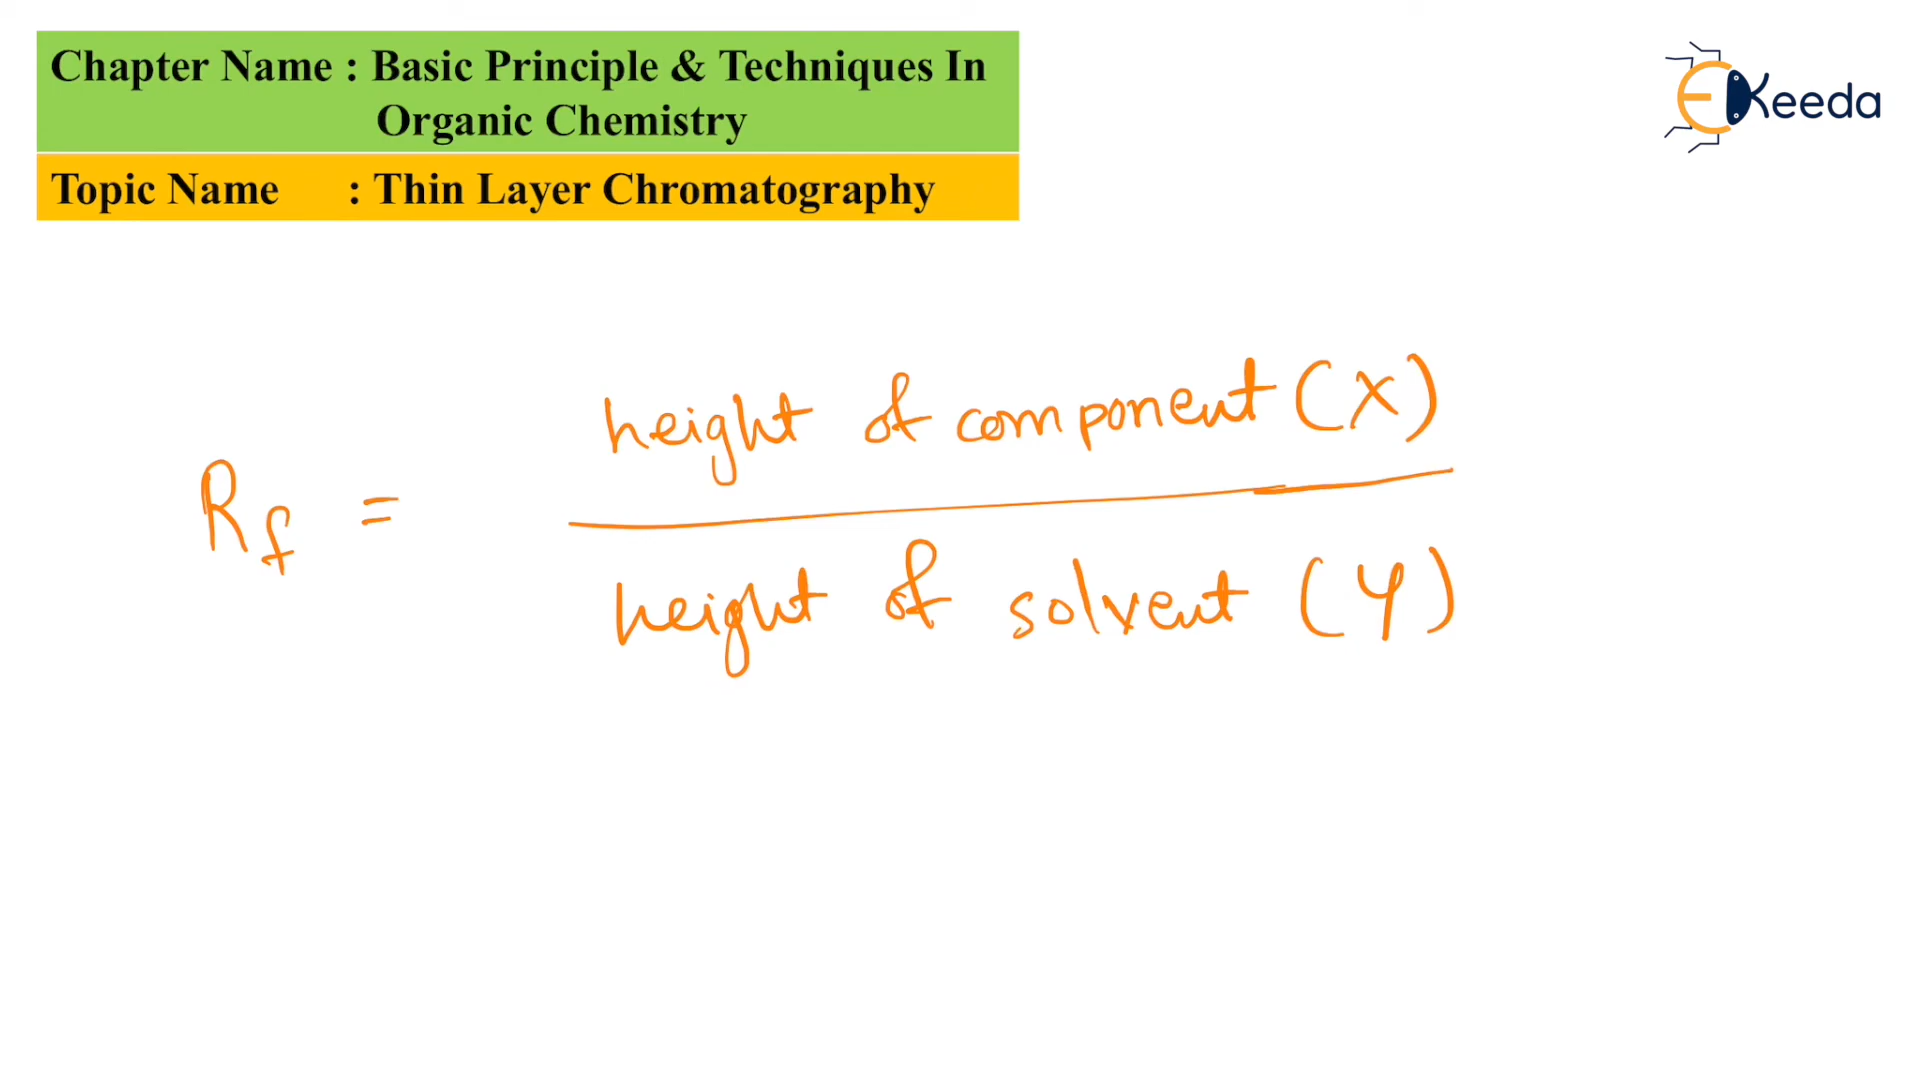 Chapter Name : Basic Principle & Techniques In
Organic Chemistry
Topic Name : Thin Layer Chromatography
EKeeda
height of component (X)
Rf =
height of solvent (Y)